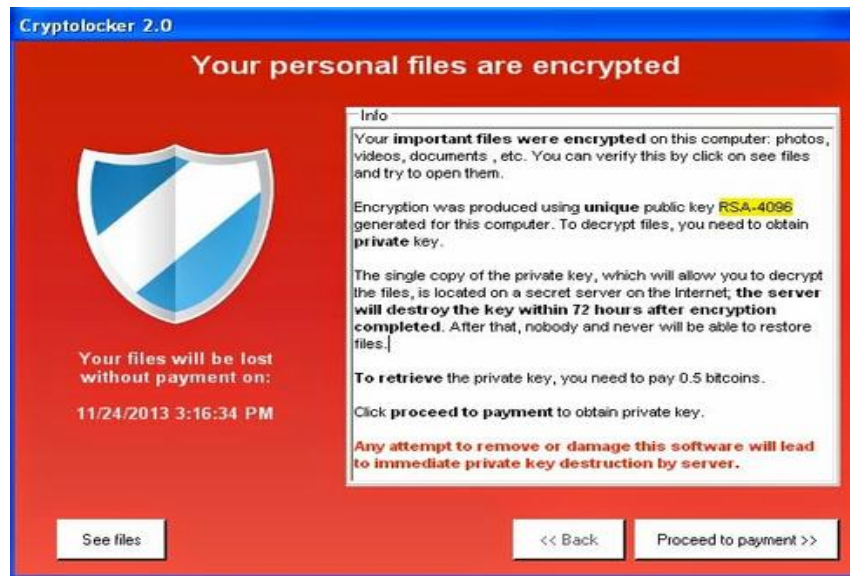 Cryptolocker 2.0
Your personal files are encrypted
Info
Your important files were encrypted on this computer: photos,
videos, documents , etc. You can verify this by click on see files
and try to open them.
Encryption was produced using unique public key RSA-4096
generated for this computer. To decrypt files, you need to obtain
private key.
The single copy of the private key, which will allow you to decrypt
the files, is located on a secret server on the Internet; the server
will destroy the key within 72 hours after encryption
completed. After that, nobody and never will be able to restore
files.
To retrieve the private key, you need to pay 0.5 bitcoins.
Click proceed to payment to obtain private key.
Any attempt to remove or damage this software will lead
to immediate private key destruction by server.
Your files will be lost
without payment on:
11/24/2013 3:16:34 PM
See files
<< Back
Proceed to payment >>